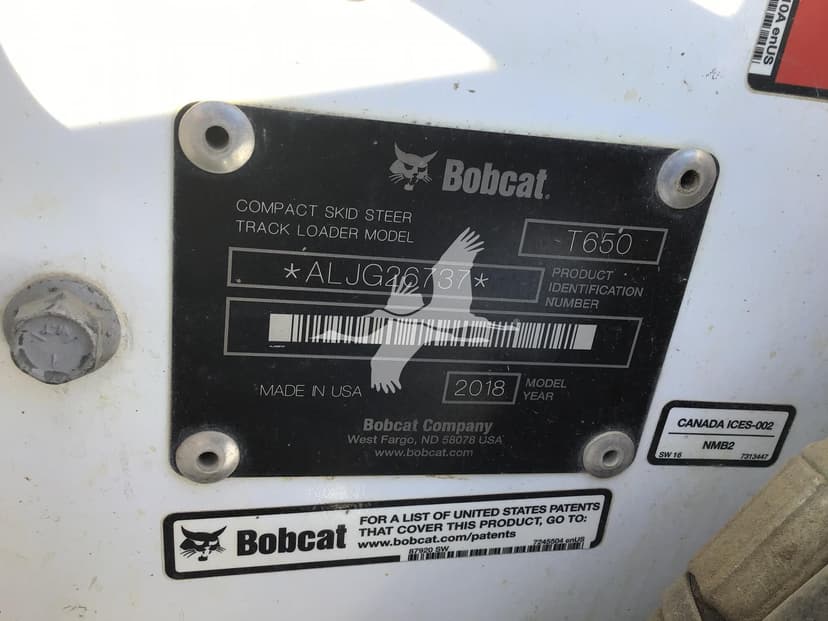 10A enUS
Bobcat.
COMPACT SKID STEER
TRACK LOADER MODEL
T650
*ALJG26737*
PRODUCT
IDENTIFICATION
NUMBER
MADE IN USA
2018
MODEL
YEAR
Bobcat Company
West Fargo, ND 58078 USA
www.bobcat.com
CANADA ICES-002
NMB2
SW 16
7313447
Bobcat
FOR A LIST OF UNITED STATES PATENTS
THAT COVER THIS PRODUCT, GO TO:
www.bobcat.com/patents
87920 SW
7245504 enUS